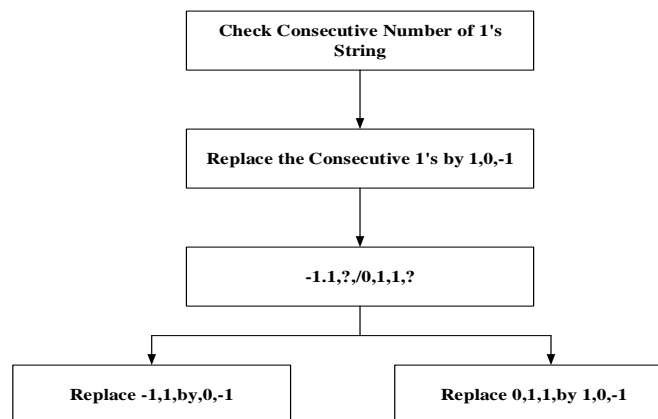 Check Consecutive Number of 1's
String
Replace the Consecutive 1's by 1,0,-1
-1.1,?,/0,1,1,?
Replace -1,1,by,0,-1
Replace 0,1,1,by 1,0,-1